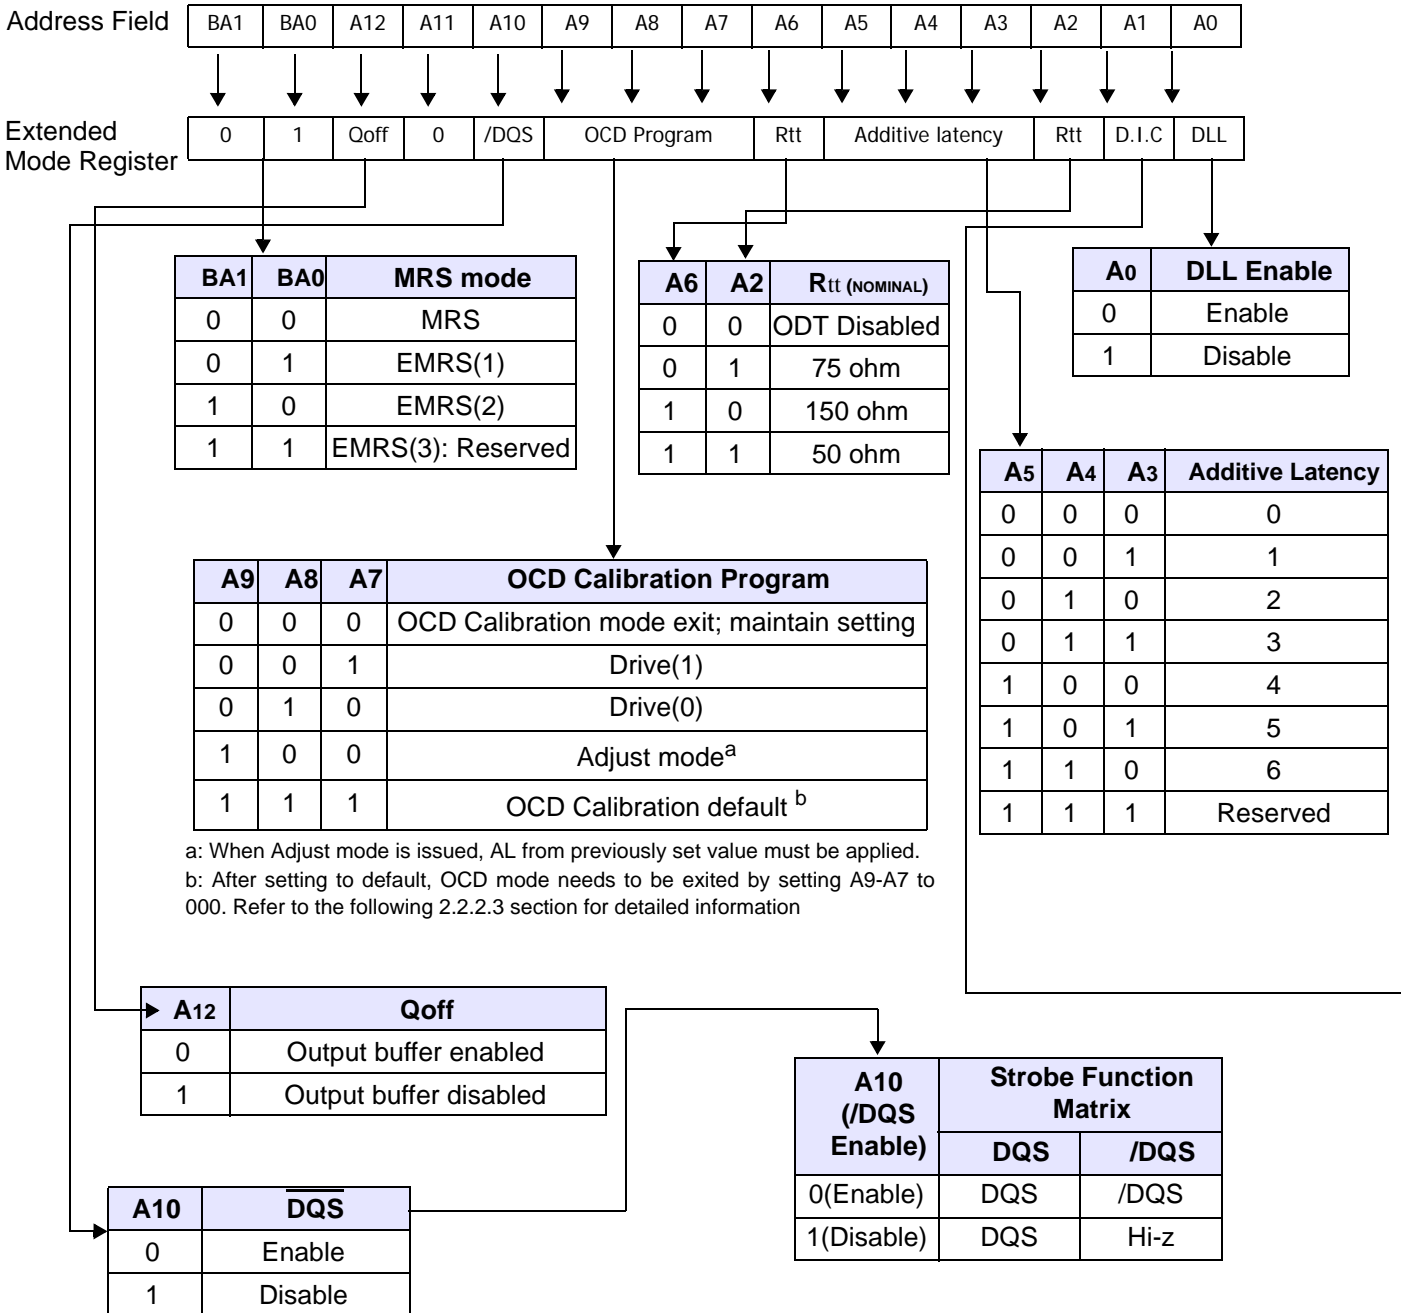 Address Field BA1 BA0 A12 A11 A10 A9 A8 A7 A6 A5 A4 A3 A2 A1 A0
Extended
Mode Register
0 1 Qoff 0 /DQS OCD Program Rtt Additive latency Rtt D.I.C DLL
BA1 BA0 MRS mode
0 0 MRS
0 1 EMRS(1)
1 0 EMRS(2)
1 1 EMRS(3): Reserved
A6 A2 Rtt (NOMINAL)
0 0 ODT Disabled
0 1 75 ohm
1 0 150 ohm
1 1 50 ohm
A0 DLL Enable
0 Enable
1 Disable
A5 A4 A3 Additive Latency
0 0 0 0
0 0 1 1
0 1 0 2
0 1 1 3
1 0 0 4
1 0 1 5
1 1 0 6
1 1 1 Reserved
A9 A8 A7 OCD Calibration Program
0 0 0 OCD Calibration mode exit; maintain setting
0 0 1 Drive(1)
0 1 0 Drive(0)
1 0 0 Adjust modea
1 1 1 OCD Calibration default b
a: When Adjust mode is issued, AL from previously set value must be applied.
b: After setting to default, OCD mode needs to be exited by setting A9-A7 to
000. Refer to the following 2.2.2.3 section for detailed information
A12 Qoff
0 Output buffer enabled
1 Output buffer disabled
A10 DQS
0 Enable
1 Disable
A10
(/DQS
Enable)
Strobe Function
Matrix
DQS /DQS
0(Enable) DQS /DQS
1(Disable) DQS Hi-z